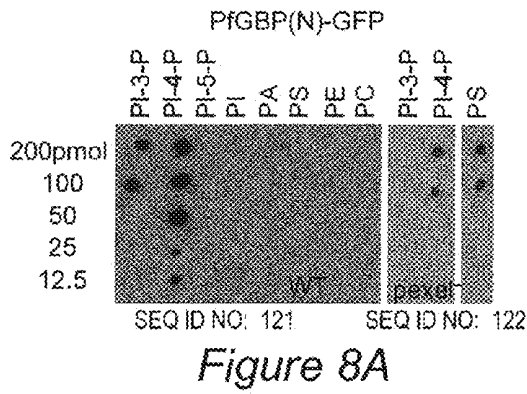 PfGBP(N)-GFP
PI-3-P PI-4-P PI-5-P PI PA PS PE PC PI-3-P PI-4-P PS
200pmol
100
50
25
12.5
WT pexel-
SEQ ID NO: 121 SEQ ID NO: 122
Figure 8A